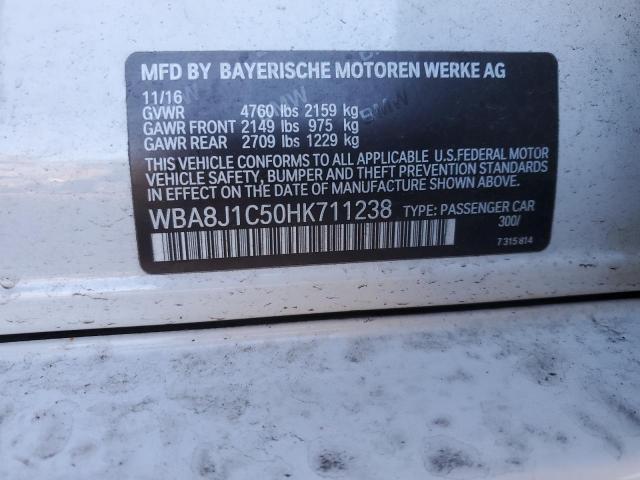 MFD BY BAYERISCHE MOTOREN WERKE AG
11/16
GVWR 4760 lbs 2159 kg
GAWR FRONT 2149 lbs 975 kg
GAWR REAR 2709 lbs 1229 kg
THIS VEHICLE CONFORMS TO ALL APPLICABLE U.S.FEDERAL MOTOR
VEHICLE SAFETY, BUMPER AND THEFT PREVENTION STANDARDS
IN EFFECT ON THE DATE OF MANUFACTURE SHOWN ABOVE.
WBA8J1C50HK711238 TYPE: PASSENGER CAR
300/
7 315 814
BMW
BMW